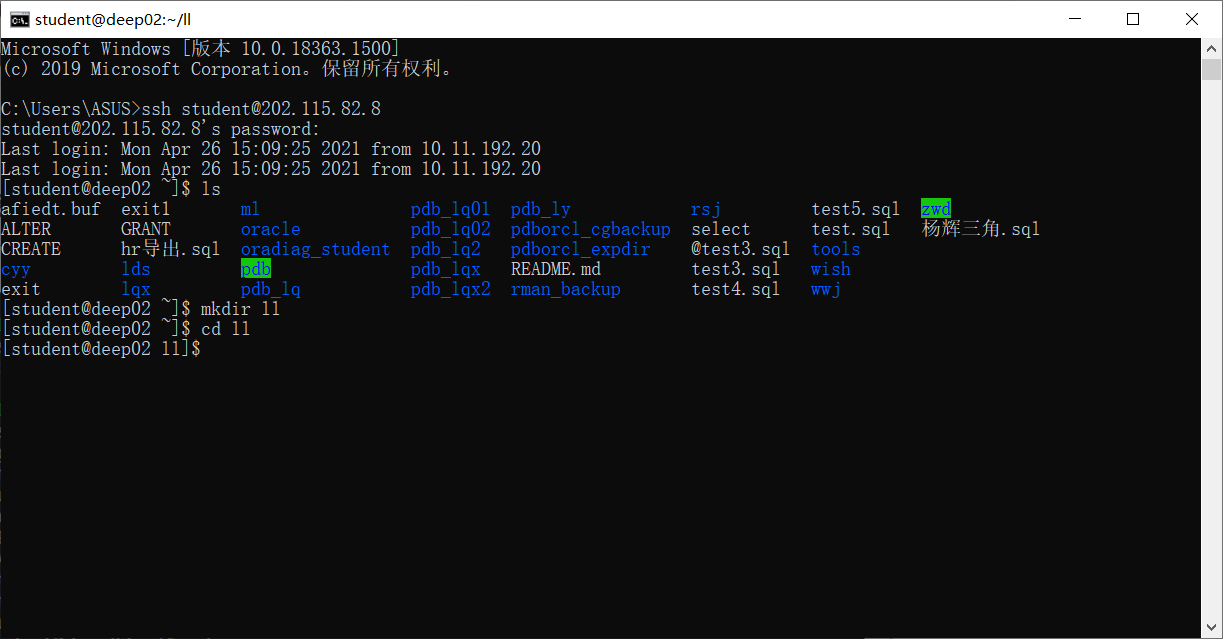 student@deep02:~/ll
Microsoft Windows [版本 10.0.18363.1500]
(c) 2019 Microsoft Corporation。保留所有权利。
C:\Users\ASUS>ssh student@202.115.82.8
student@202.115.82.8's password:
Last login: Mon Apr 26 15:09:25 2021 from 10.11.192.20
Last login: Mon Apr 26 15:09:25 2021 from 10.11.192.20
[student@deep02 ~]$ ls
afiedt.buf  exitl  ml  pdb_lq01  pdb_ly  rsj  test5.sql  zwd
ALTER  GRANT  oracle  pdb_lq02  pdborcl_cgbackup  select  test.sql  杨辉三角.sql
CREATE  hr导出.sql  oradiag_student  pdb_lq2  pdborcl_expdir  @test3.sql  tools
cyy  lds  pdb  pdb_lqx  README.md  test3.sql  wish
exit  lqx  pdb_lq  pdb_lqx2  rman_backup  test4.sql  wwj
[student@deep02 ~]$ mkdir ll
[student@deep02 ~]$ cd ll
[student@deep02 ll]$